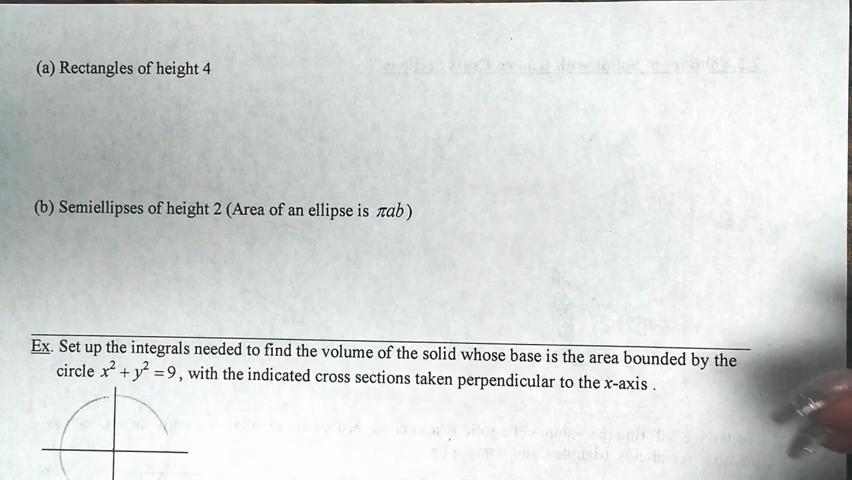 (a) Rectangles of height 4
(b) Semiellipses of height 2 (Area of an ellipse is πab)
Ex. Set up the integrals needed to find the volume of the solid whose base is the area bounded by the
circle x² + y² = 9, with the indicated cross sections taken perpendicular to the x-axis .